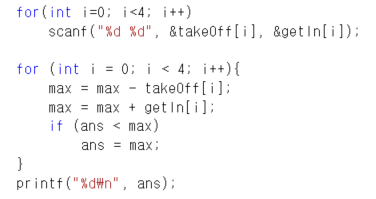 for(int i=0; i<4; i++)
scanf("%d %d", &takeOff[i], &getIn[i]);
for (int i = 0; i < 4; i++){
max = max - takeOff[i];
max = max + getIn[i];
if (ans < max)
ans = max;
}
printf("%d₩n", ans);